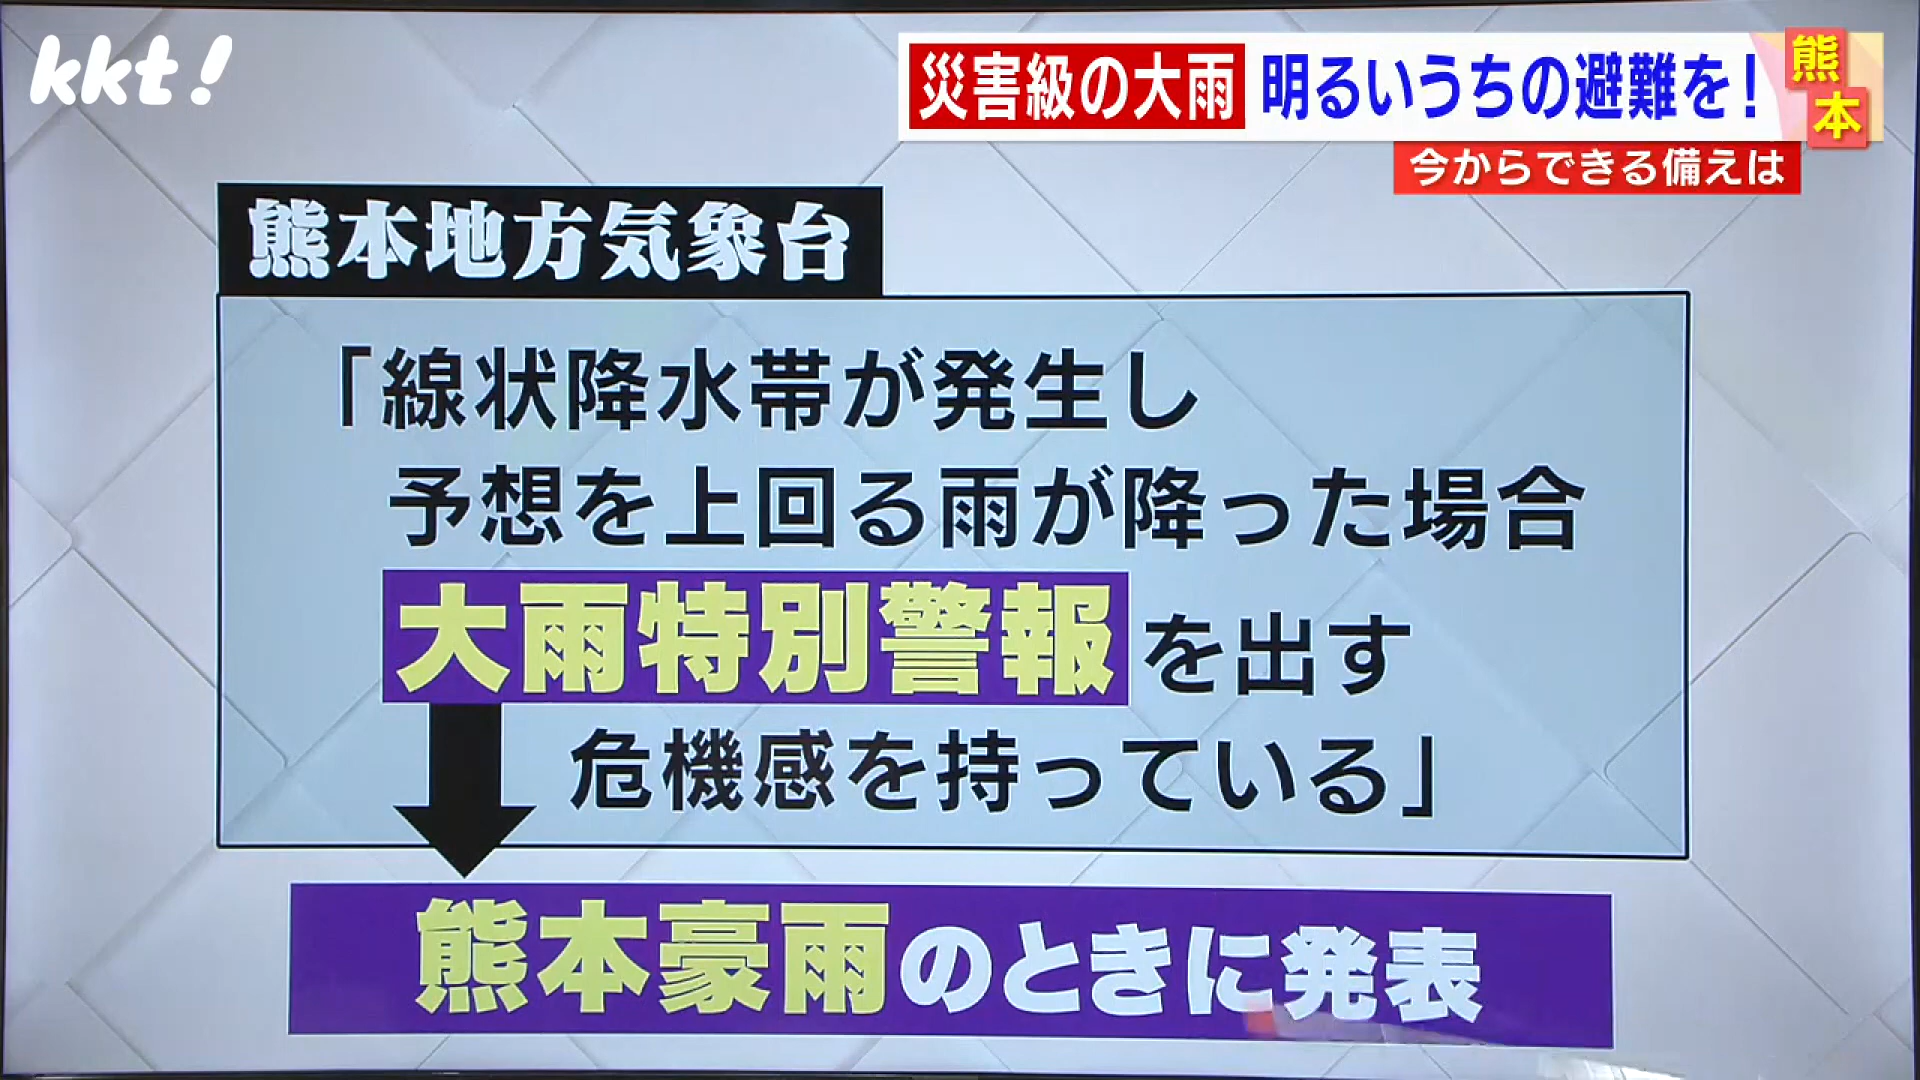 kkt!
災害級の大雨 明るいうちの避難を!
熊本
今からできる備えは
熊本地方気象台
「線状降水帯が発生し
予想を上回る雨が降った場合
大雨特別警報を出す
危機感を持っている」
熊本豪雨のときに発表